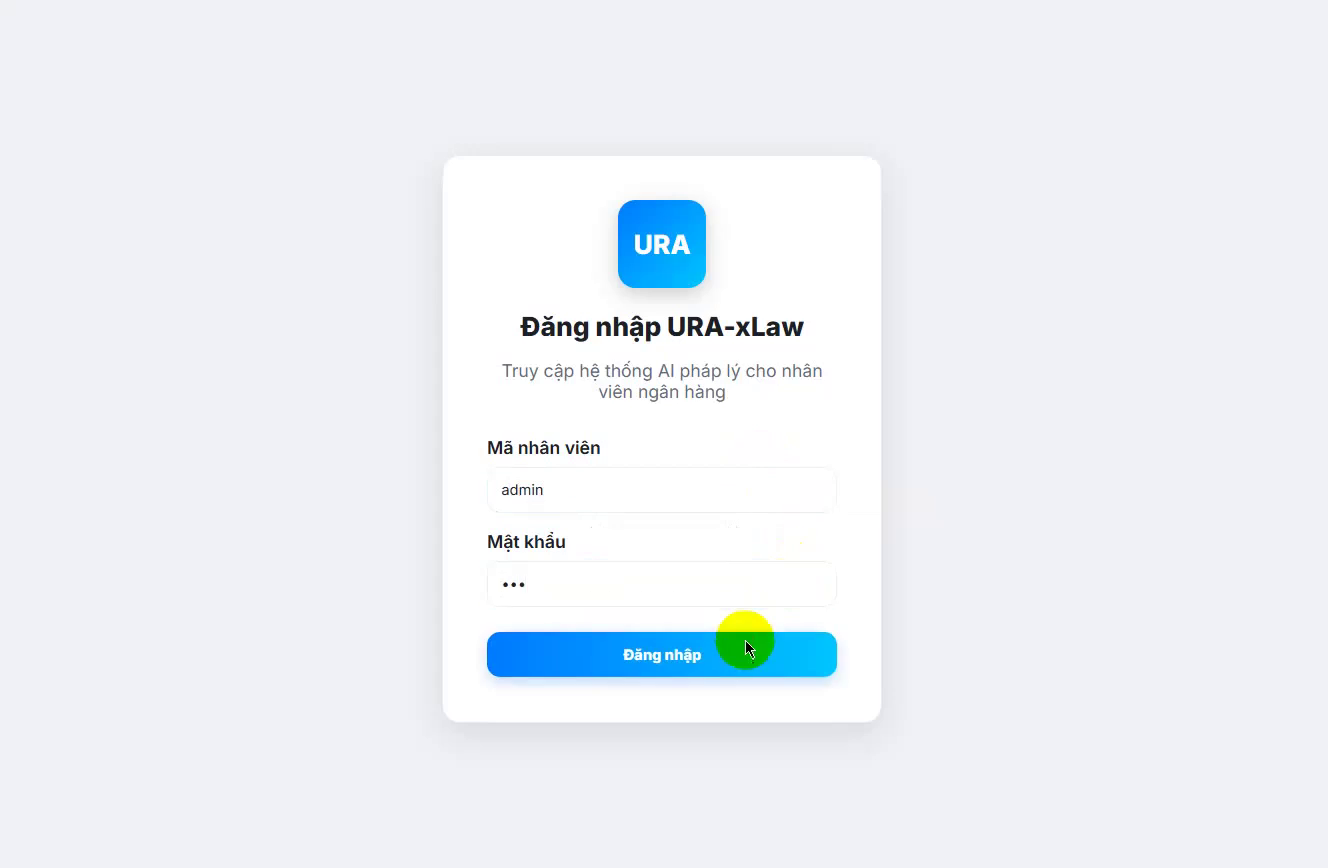 URA
Đăng nhập URA-xLaw
Truy cập hệ thống AI pháp lý cho nhân
viên ngân hàng
Mã nhân viên
admin
Mật khẩu
•••
Đăng nhập